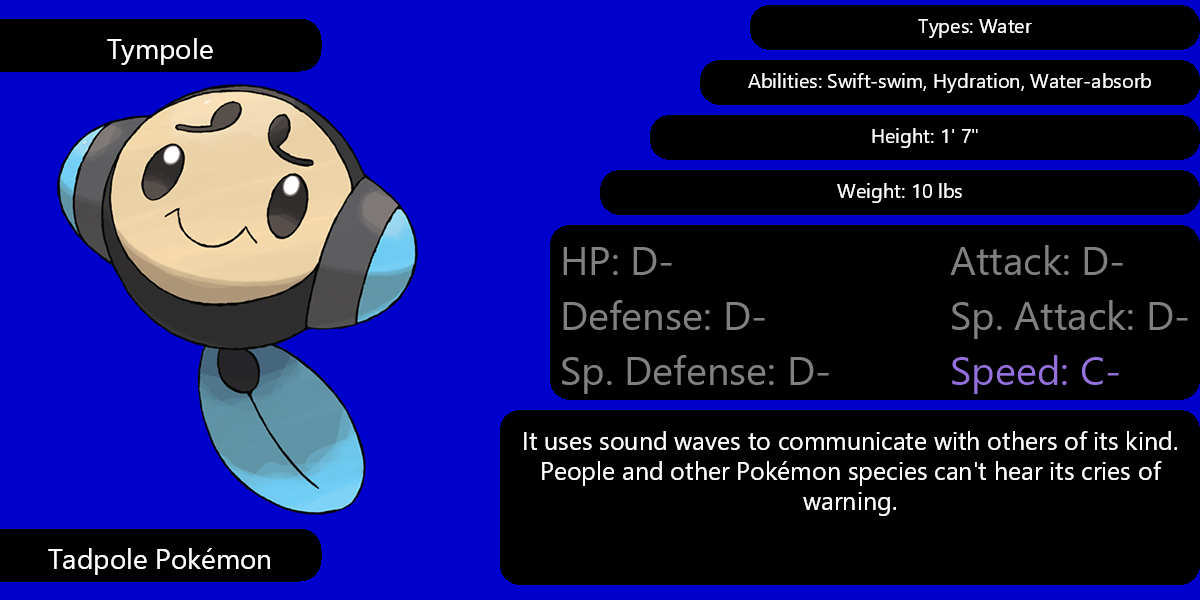 Tympole
Types: Water
Abilities: Swift-swim, Hydration, Water-absorb
Height: 1' 7"
Weight: 10 lbs
HP: D-
Attack: D-
Defense: D-
Sp. Attack: D-
Sp. Defense: D-
Speed: C-
It uses sound waves to communicate with others of its kind.
People and other Pokémon species can't hear its cries of
warning.
Tadpole Pokémon